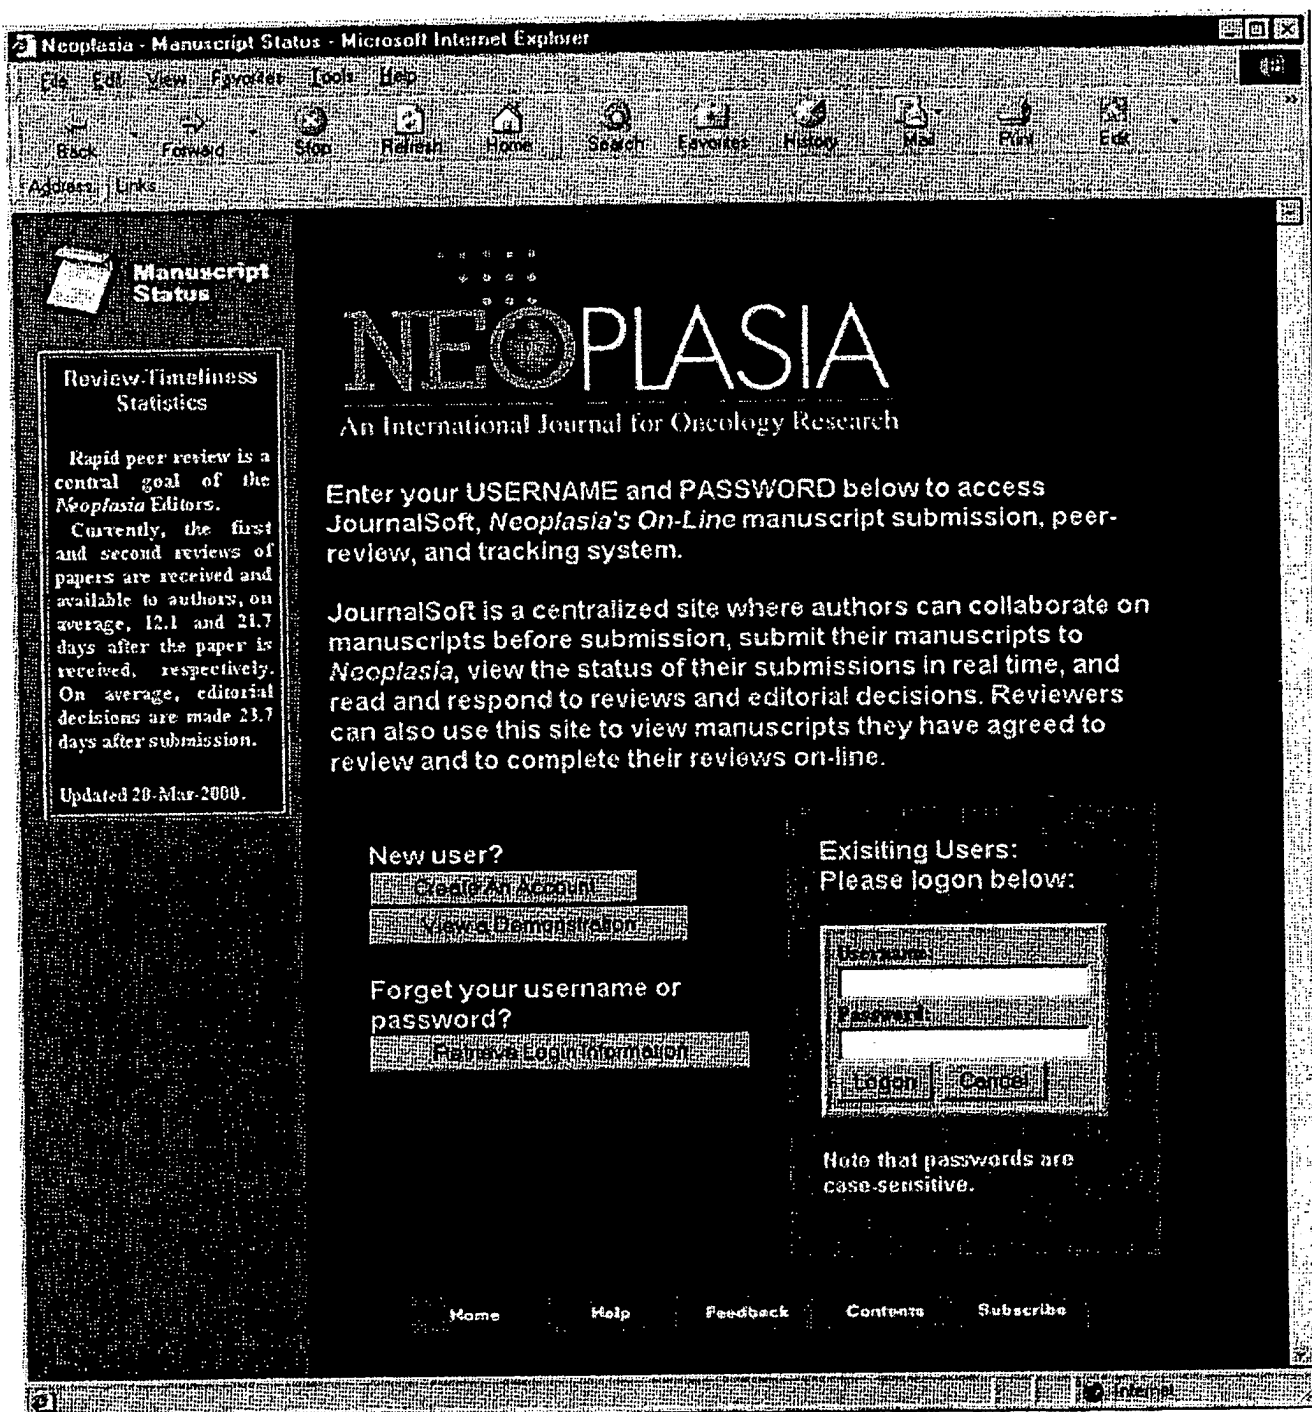 Neoplasia - Manuscript Status - Microsoft Internet Explorer
File Edit View Favorites Tools Help
Back Forward Stop Refresh Home Search Favorites History Mail Print Edit
Address Links
Manuscript
Status
Review-Timeliness
Statistics
Rapid peer review is a
central goal of the
Neoplasia Editors.
Currently, the first
and second reviews of
papers are received and
available to authors, on
average, 12.1 and 21.7
days after the paper is
received, respectively.
On average, editorial
decisions are made 23.7
days after submission.
Updated 28-Mar-2000.
NEOPLASIA
An International Journal for Oncology Research
Enter your USERNAME and PASSWORD below to access
JournalSoft, Neoplasia's On-Line manuscript submission, peer-
review, and tracking system.
JournalSoft is a centralized site where authors can collaborate on
manuscripts before submission, submit their manuscripts to
Neoplasia, view the status of their submissions in real time, and
read and respond to reviews and editorial decisions. Reviewers
can also use this site to view manuscripts they have agreed to
review and to complete their reviews on-line.
New user?
Create An Account
View a Demonstration
Forget your username or
password?
Retrieve Login Information
Exisiting Users:
Please logon below:
Username:
Password:
Logon Cancel
Note that passwords are
case-sensitive.
Home Help Feedback Contents Subscribe
Internet